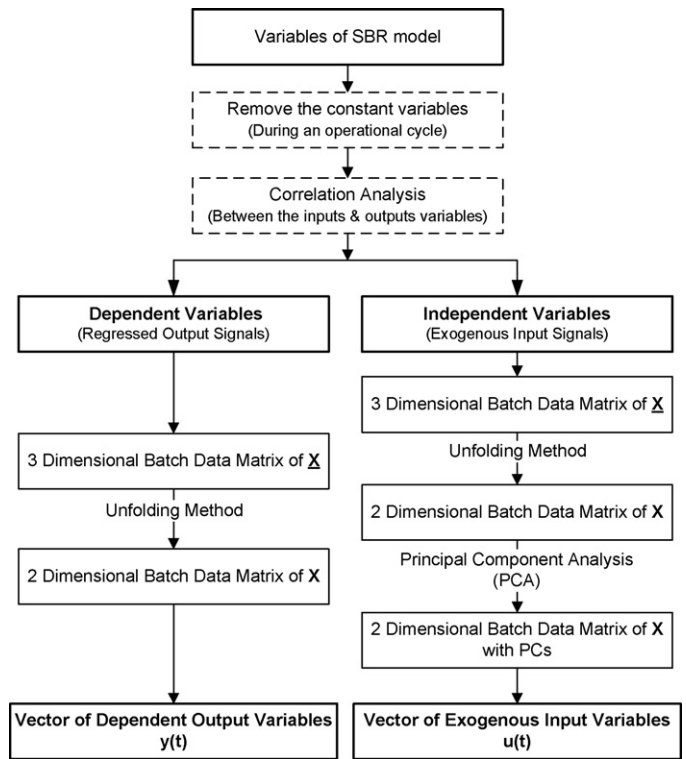 Variables of SBR model
Remove the constant variables
(During an operational cycle)
Correlation Analysis
(Between the inputs & outputs variables)
Dependent Variables
(Regressed Output Signals)
3 Dimensional Batch Data Matrix of X
Unfolding Method
2 Dimensional Batch Data Matrix of X
Vector of Dependent Output Variables
y(t)
Independent Variables
(Exogenous Input Signals)
3 Dimensional Batch Data Matrix of X
Unfolding Method
2 Dimensional Batch Data Matrix of X
Principal Component Analysis
(PCA)
2 Dimensional Batch Data Matrix of X
with PCs
Vector of Exogenous Input Variables
u(t)